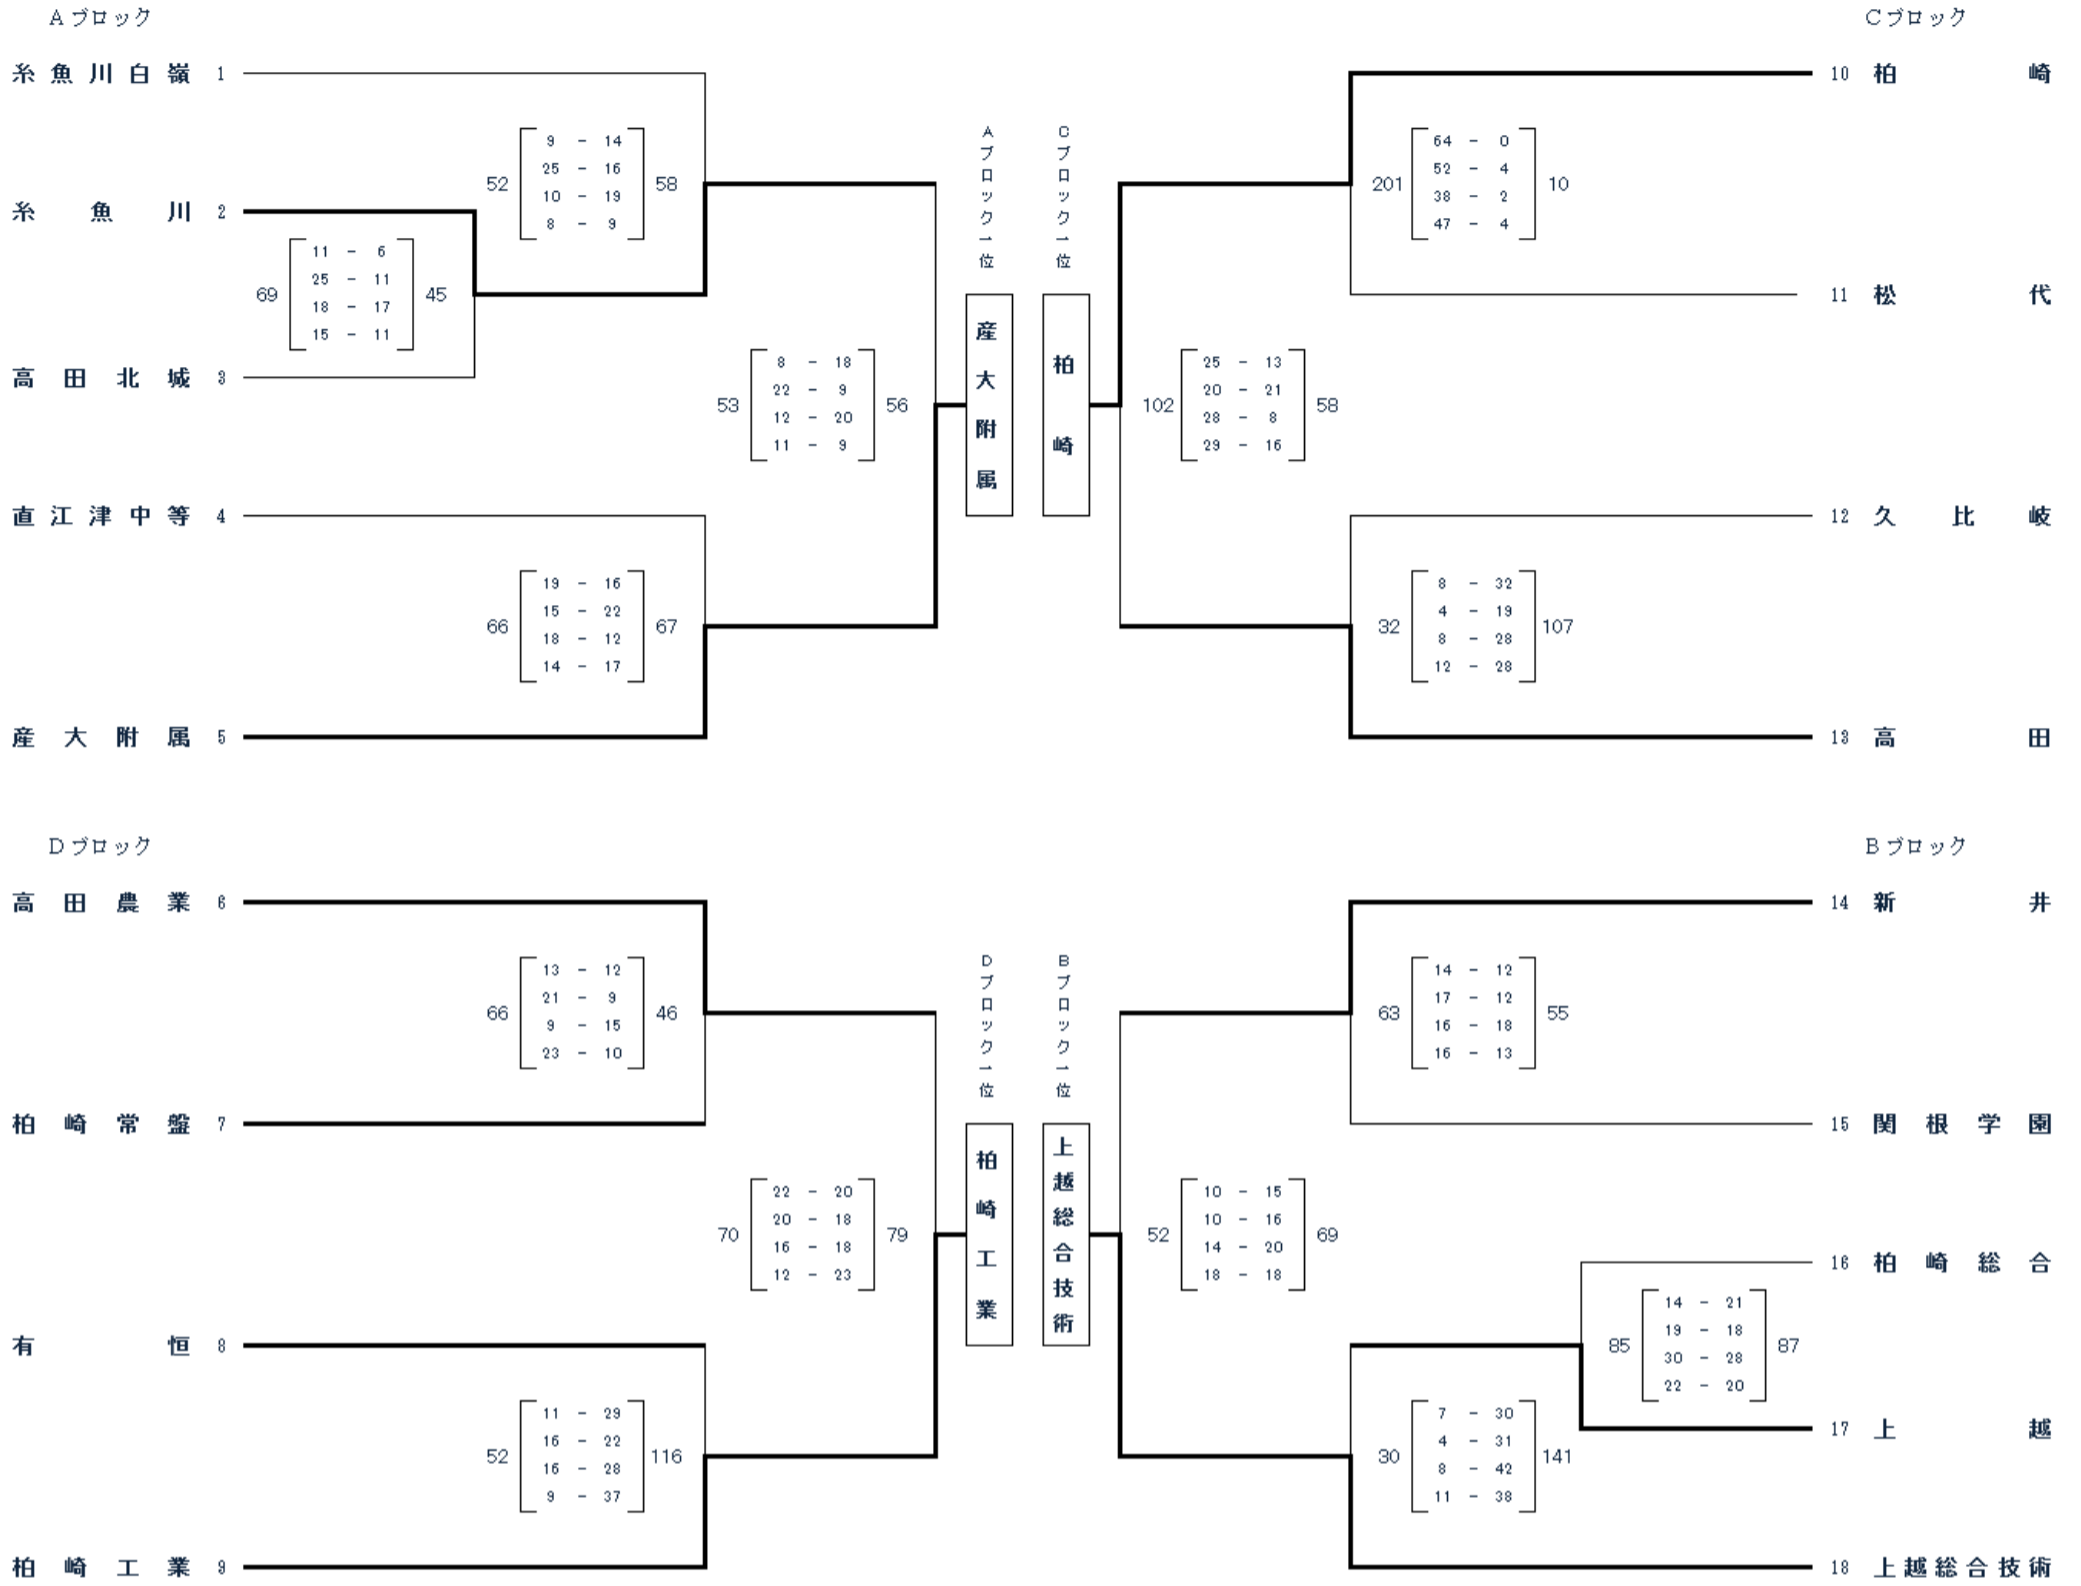 Aブロック
糸魚川白嶺 1
9 - 14
52 25 - 16 58
10 - 19
8 - 9
糸魚川 2
11 - 6
69 25 - 11 45
18 - 17
15 - 11
高田北城 3
8 - 18
53 22 - 9 56
12 - 20
11 - 9
直江津中等 4
19 - 16
66 15 - 22 67
18 - 12
14 - 17
産大附属 5
Aブロック1位
産大附属
Cブロック
10 柏崎
64 - 0
201 52 - 4 10
38 - 2
47 - 4
11 松代
25 - 13
102 20 - 21 58
28 - 8
29 - 16
12 久比岐
8 - 32
32 4 - 19 107
8 - 28
12 - 28
13 高田
Cブロック1位
柏崎
Dブロック
高田農業 6
13 - 12
66 21 - 9 46
9 - 15
23 - 10
柏崎常盤 7
22 - 20
70 20 - 18 79
16 - 18
12 - 23
有恒 8
11 - 29
52 16 - 22 116
16 - 28
9 - 37
柏崎工業 9
Dブロック1位
柏崎工業
Bブロック
14 新井
14 - 12
63 17 - 12 55
16 - 18
16 - 13
15 関根学園
10 - 15
52 10 - 16 69
14 - 20
18 - 18
16 柏崎総合
14 - 21
85 19 - 18 87
30 - 28
22 - 20
17 上越
7 - 30
30 4 - 31 141
8 - 42
11 - 38
18 上越総合技術
Bブロック1位
上越総合技術